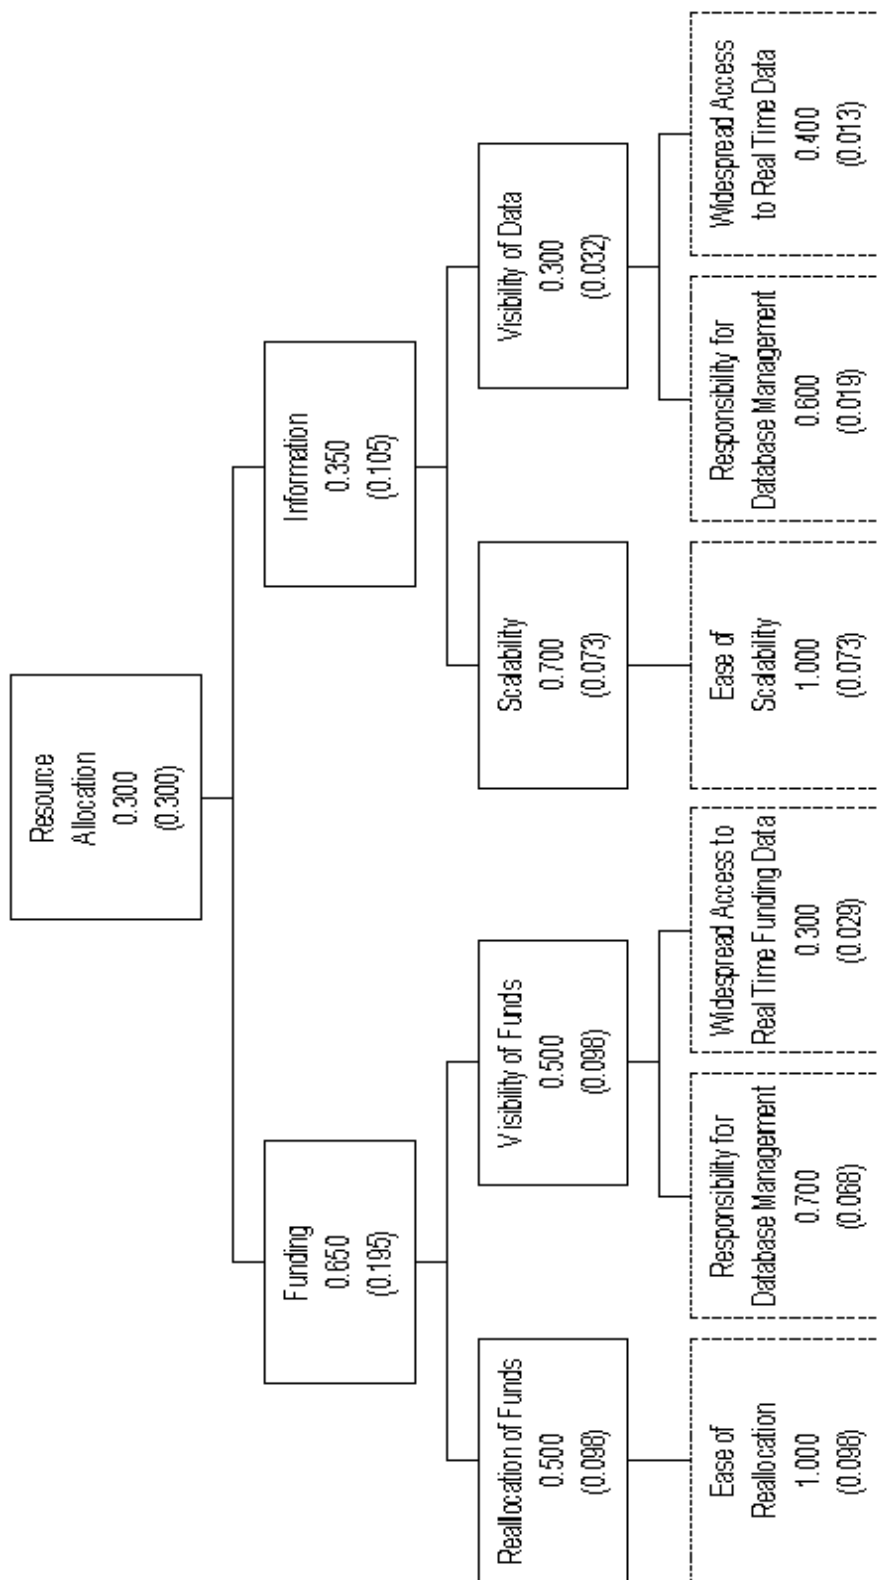 Resource
Allocation
0.300
(0.300)
Funding
0.650
(0.195)
Information
0.350
(0.105)
Reallocation of Funds
0.500
(0.098)
Visibility of Funds
0.500
(0.098)
Scalability
0.700
(0.073)
Visibility of Data
0.300
(0.032)
Ease of
Reallocation
1.000
(0.098)
Responsibility for
Database Management
0.700
(0.068)
Widespread Access to
Real Time Funding Data
0.300
(0.029)
Ease of
Scalability
1.000
(0.073)
Responsibility for
Database Management
0.600
(0.019)
Widespread Access
to Real Time Data
0.400
(0.013)